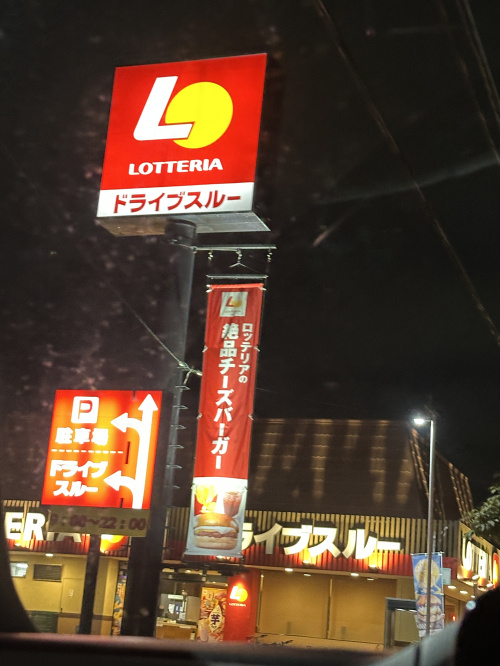 LOTTERIA
ドライブスルー
ロッテリアの
絶品チーズバーガー
P
駐車場
ドライブ
スルー
ERIA
ドライブスルー